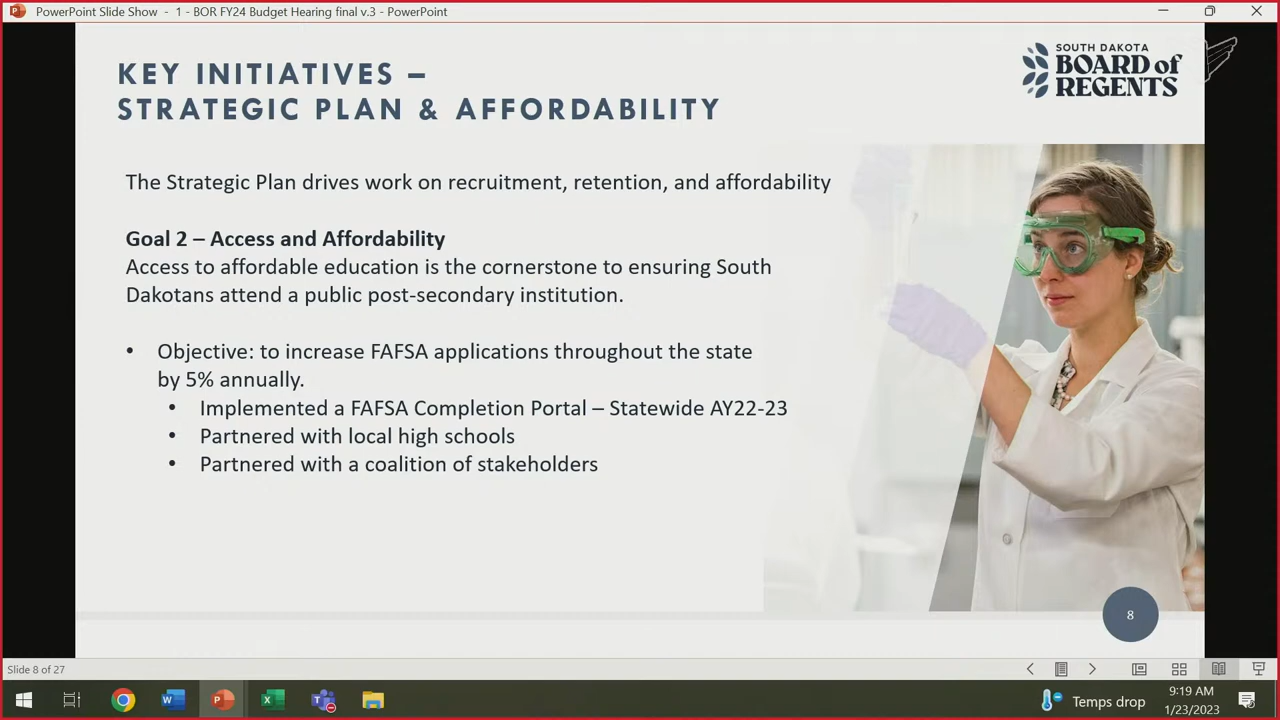 PowerPoint Slide Show - 1 - BOR FY24 Budget Hearing final v.3 - PowerPoint
KEY INITIATIVES –
STRATEGIC PLAN & AFFORDABILITY
SOUTH DAKOTA
BOARD of
REGENTS
The Strategic Plan drives work on recruitment, retention, and affordability
Goal 2 – Access and Affordability
Access to affordable education is the cornerstone to ensuring South
Dakotans attend a public post-secondary institution.
• Objective: to increase FAFSA applications throughout the state
by 5% annually.
• Implemented a FAFSA Completion Portal – Statewide AY22-23
• Partnered with local high schools
• Partnered with a coalition of stakeholders
8
Slide 8 of 27
Temps drop
9:19 AM
1/23/2023